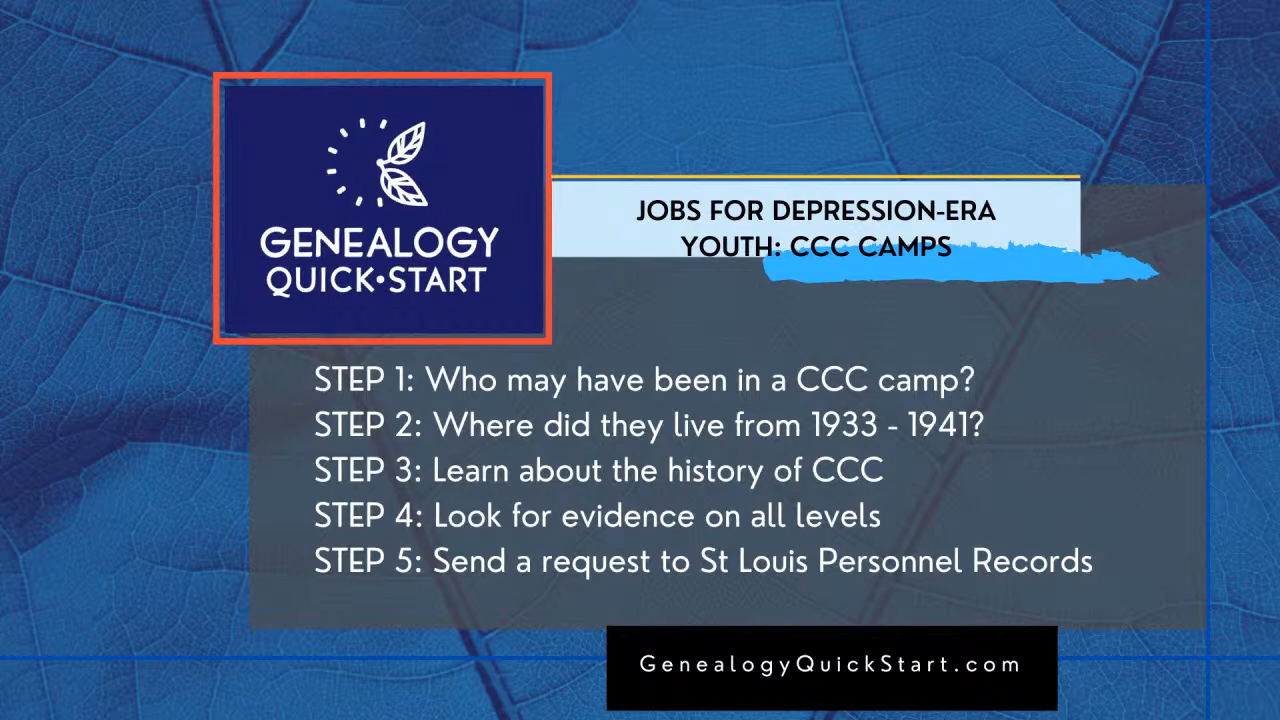 GENEALOGY
QUICK•START
JOBS FOR DEPRESSION-ERA
YOUTH: CCC CAMPS
STEP 1: Who may have been in a CCC camp?
STEP 2: Where did they live from 1933 - 1941?
STEP 3: Learn about the history of CCC
STEP 4: Look for evidence on all levels
STEP 5: Send a request to St Louis Personnel Records
GenealogyQuickStart.com